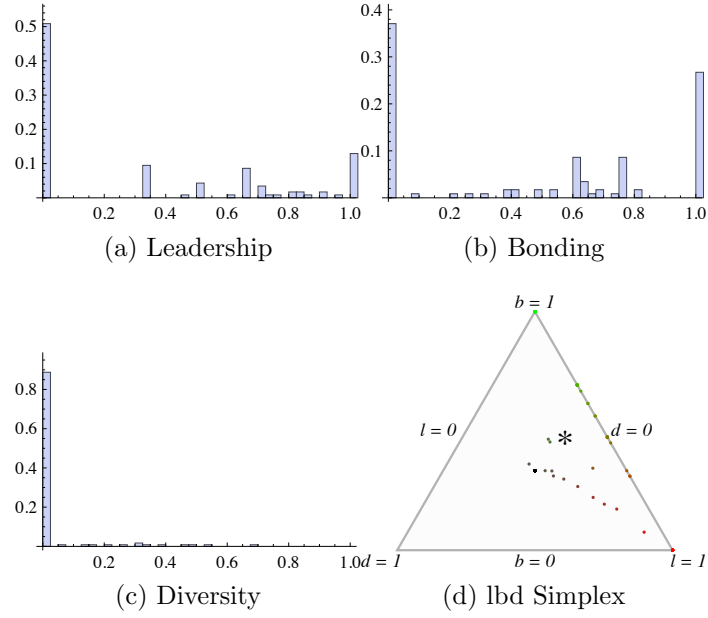 0.5
0.4
0.3
0.2
0.1
0.2 0.4 0.6 0.8 1.0
(a) Leadership
0.4
0.3
0.2
0.1
0.2 0.4 0.6 0.8 1.0
(b) Bonding
0.8
0.6
0.4
0.2
0.2 0.4 0.6 0.8 1.0
(c) Diversity
b = 1
l = 0
*
d = 0
d = 1
b = 0
l = 1
(d) lbd Simplex